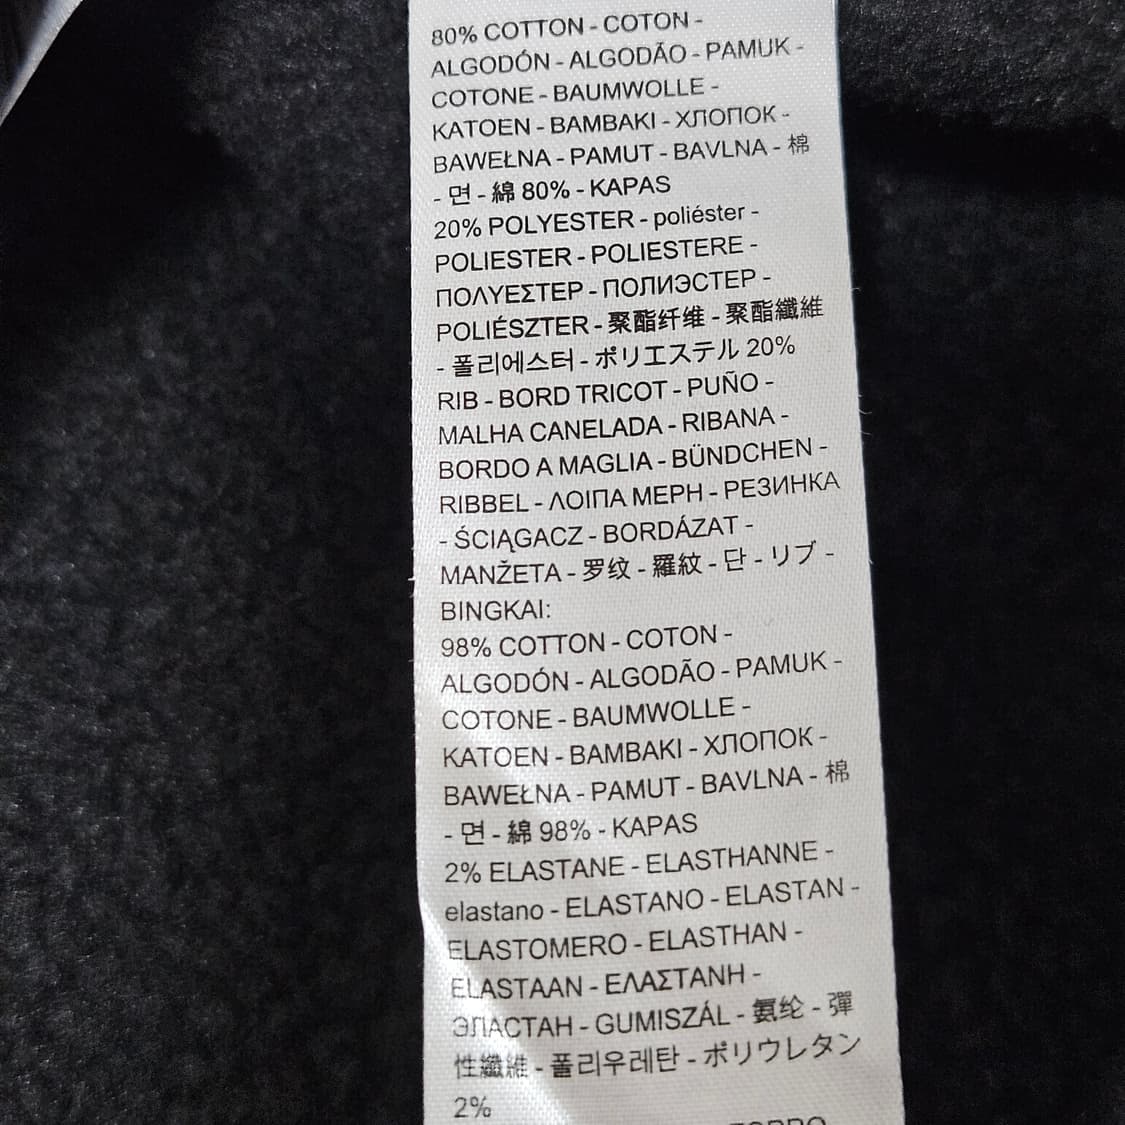 80% COTTON - COTON -
ALGODÓN - ALGODÃO - PAMUK -
COTONE - BAUMWOLLE -
KATOEN - BAMBAKI - ХЛОПОК -
BAWEŁNA - PAMUT - BAVLNA - 棉
- 면 - 綿 80% - KAPAS
20% POLYESTER - poliéster -
POLIESTER - POLIESTERE -
ΠΟΛΥΕΣΤΕΡ - ПОЛИЭСТЕР -
POLIÉSZTER - 聚酯纤维 - 聚酯纖維
- 폴리에스터 - ポリエステル 20%
RIB - BORD TRICOT - PUÑO -
MALHA CANELADA - RIBANA -
BORDO A MAGLIA - BÜNDCHEN -
RIBBEL - ΛΟΙΠΑ ΜΕΡΗ - РЕЗИНКА
- ŚCIĄGACZ - BORDÁZAT -
MANŽETA - 罗纹 - 羅紋 - 단 - リブ -
BINGKAI:
98% COTTON - COTON -
ALGODÓN - ALGODÃO - PAMUK -
COTONE - BAUMWOLLE -
KATOEN - BAMBAKI - ХЛОПОК -
BAWEŁNA - PAMUT - BAVLNA - 棉
- 면 - 綿 98% - KAPAS
2% ELASTANE - ELASTHANNE -
elastano - ELASTANO - ELASTAN -
ELASTOMERO - ELASTHAN -
ELASTAAN - ΕΛΑΣΤΑΝΗ -
ЭЛАСТАН - GUMISZÁL - 氨纶 - 彈
性纖維 - 폴리우레탄 - ポリウレタン
2%